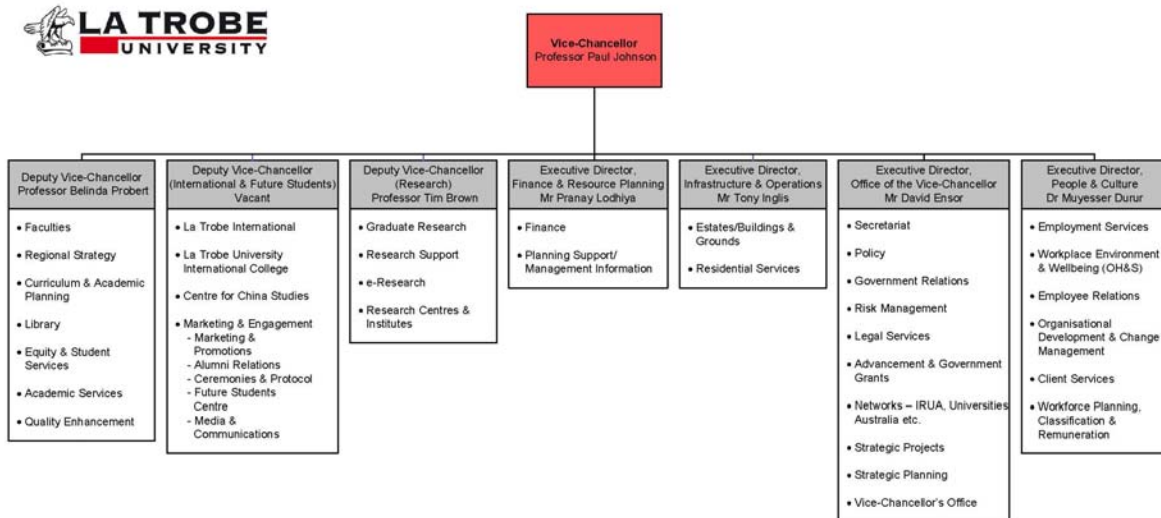 LA TROBE
UNIVERSITY
Vice-Chancellor
Professor Paul Johnson
Deputy Vice-Chancellor
Professor Belinda Probert
• Faculties
• Regional Strategy
• Curriculum & Academic
Planning
• Library
• Equity & Student
Services
• Academic Services
• Quality Enhancement
Deputy Vice-Chancellor
(International & Future Students)
Vacant
• La Trobe International
• La Trobe University
International College
• Centre for China Studies
• Marketing & Engagement
- Marketing &
Promotions
- Alumni Relations
- Ceremonies & Protocol
- Future Students
Centre
- Media &
Communications
Deputy Vice-Chancellor
(Research)
Professor Tim Brown
• Graduate Research
• Research Support
• e-Research
• Research Centres &
Institutes
Executive Director,
Finance & Resource Planning
Mr Pranay Lodhiya
• Finance
• Planning Support/
Management Information
Executive Director,
Infrastructure & Operations
Mr Tony Inglis
• Estates/Buildings &
Grounds
• Residential Services
Executive Director,
Office of the Vice-Chancellor
Mr David Ensor
• Secretariat
• Policy
• Government Relations
• Risk Management
• Legal Services
• Advancement & Government
Grants
• Networks – IRUA, Universities
Australia etc.
• Strategic Projects
• Strategic Planning
• Vice-Chancellor's Office
Executive Director,
People & Culture
Dr Muyesser Durur
• Employment Services
• Workplace Environment
& Wellbeing (OH&S)
• Employee Relations
• Organisational
Development & Change
Management
• Client Services
• Workforce Planning,
Classification &
Remuneration